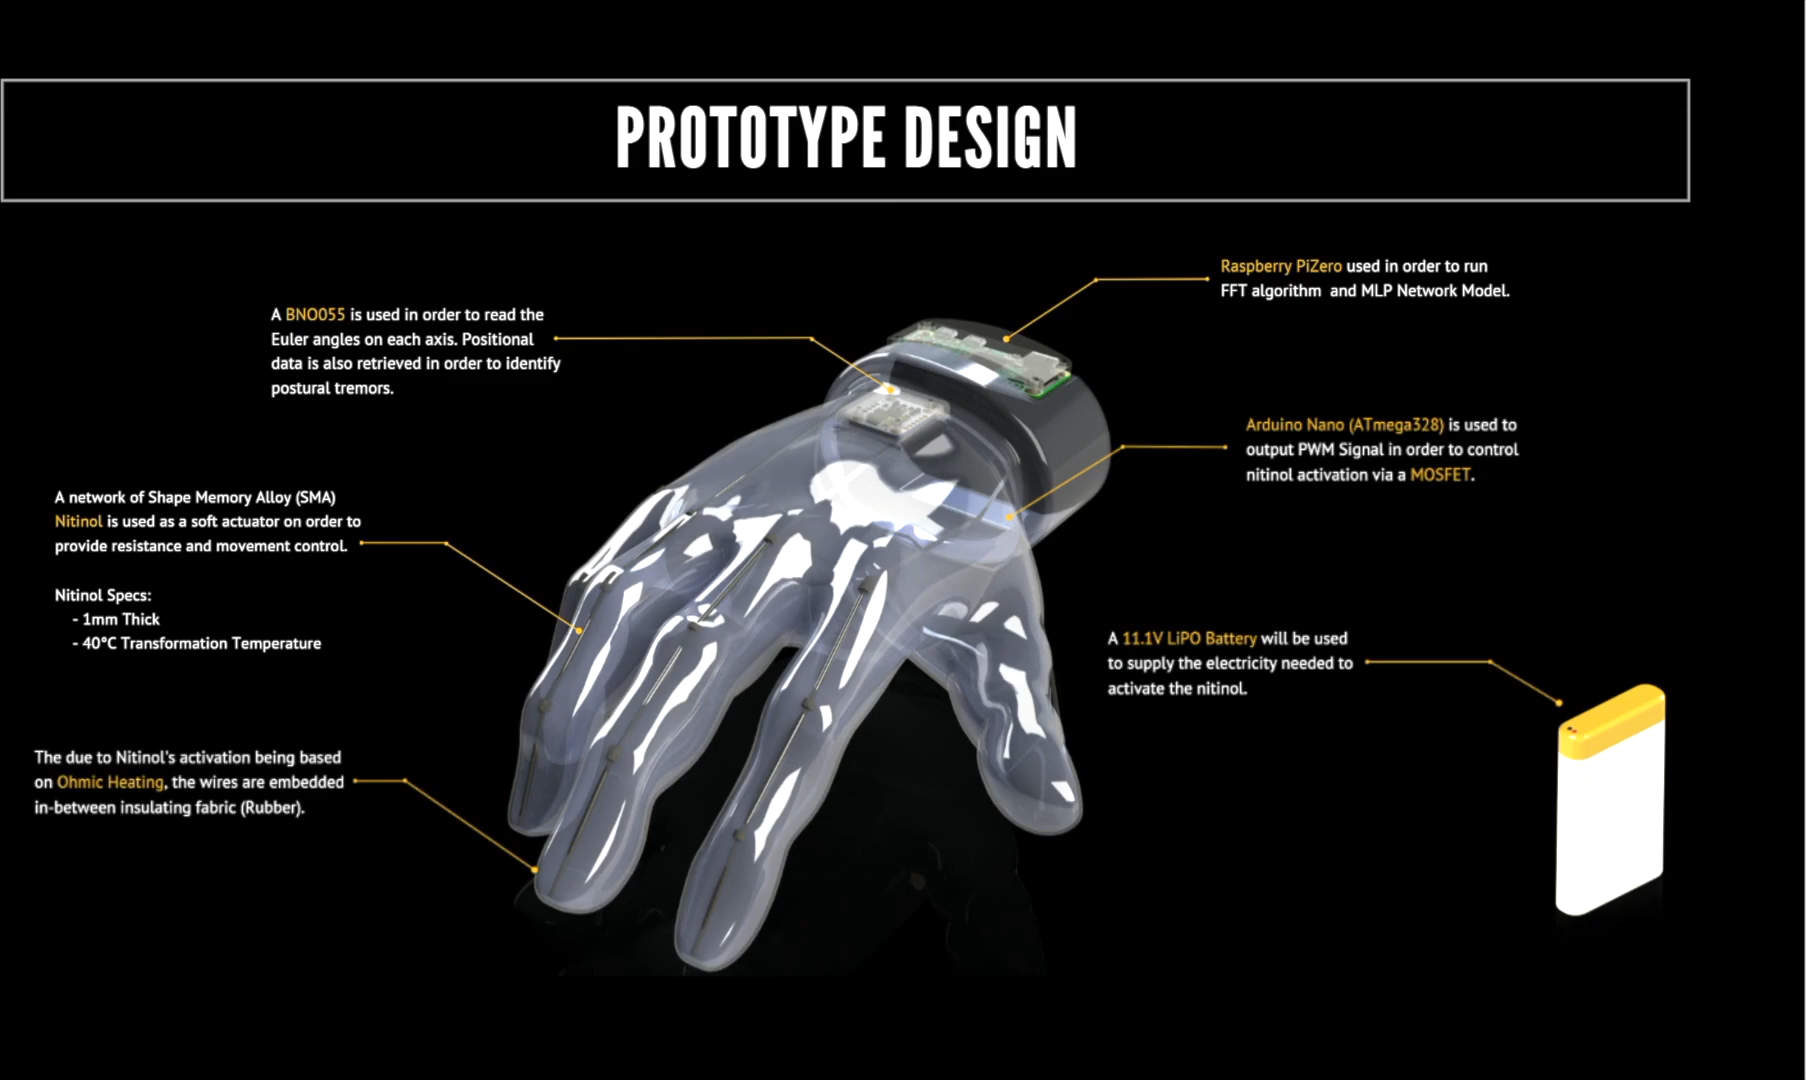 PROTOTYPE DESIGN
Raspberry PiZero used in order to run
FFT algorithm and MLP Network Model.
A BNO055 is used in order to read the
Euler angles on each axis. Positional
data is also retrieved in order to identify
postural tremors.
Arduino Nano (ATmega328) is used to
output PWM Signal in order to control
nitinol activation via a MOSFET.
A network of Shape Memory Alloy (SMA)
Nitinol is used as a soft actuator on order to
provide resistance and movement control.
Nitinol Specs:
- 1mm Thick
- 40°C Transformation Temperature
A 11.1V LiPO Battery will be used
to supply the electricity needed to
activate the nitinol.
The due to Nitinol's activation being based
on Ohmic Heating, the wires are embedded
in-between insulating fabric (Rubber).